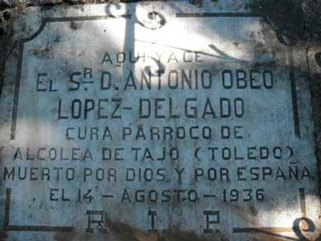 AQUI YACE
EL SR. D. ANTONIO OBEO
LOPEZ-DELGADO
CURA PARROCO DE
ALCOLEA DE TAJO (TOLEDO)
MUERTO POR DIOS Y POR ESPAÑA
EL 14-AGOSTO-1936
R. I. P.